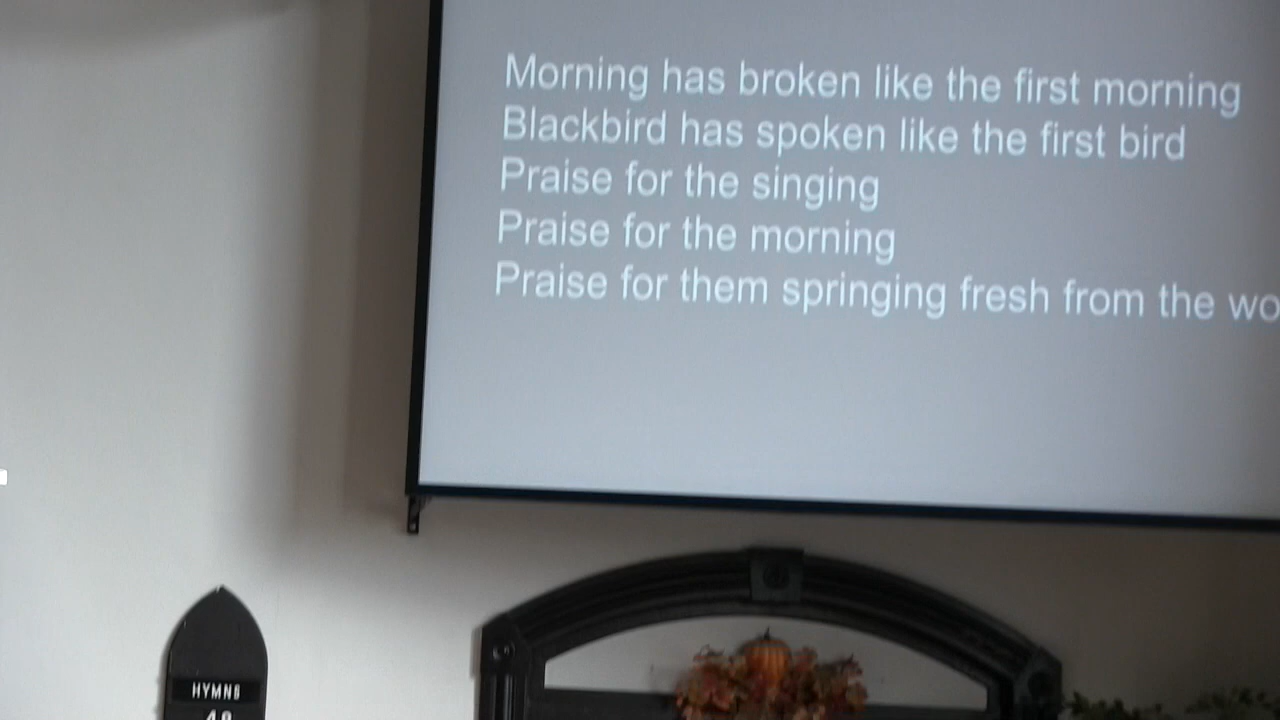 Morning has broken like the first morning
Blackbird has spoken like the first bird
Praise for the singing
Praise for the morning
Praise for them springing fresh from the wo
HYMNS